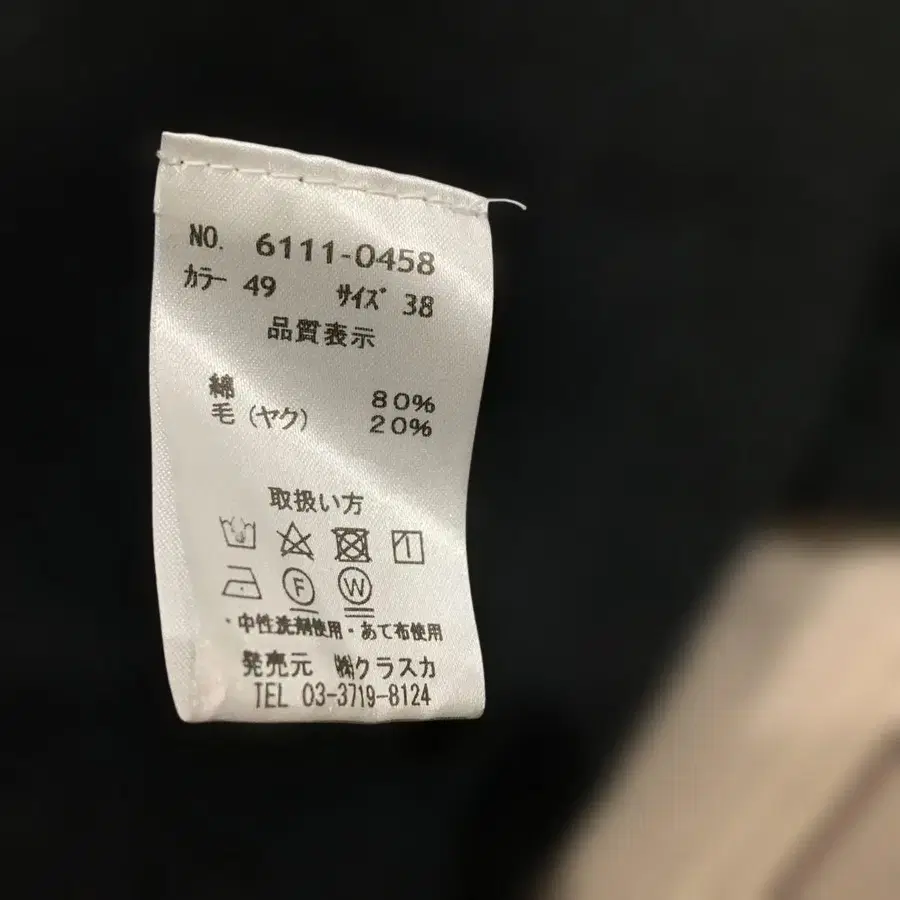 NO. 6111-0458
カラー 49 サイズ 38
品質表示
綿 80%
毛(ヤク) 20%
取扱い方
F W
・中性洗剤使用・あて布使用
発売元 ㈱クラスカ
TEL 03-3719-8124